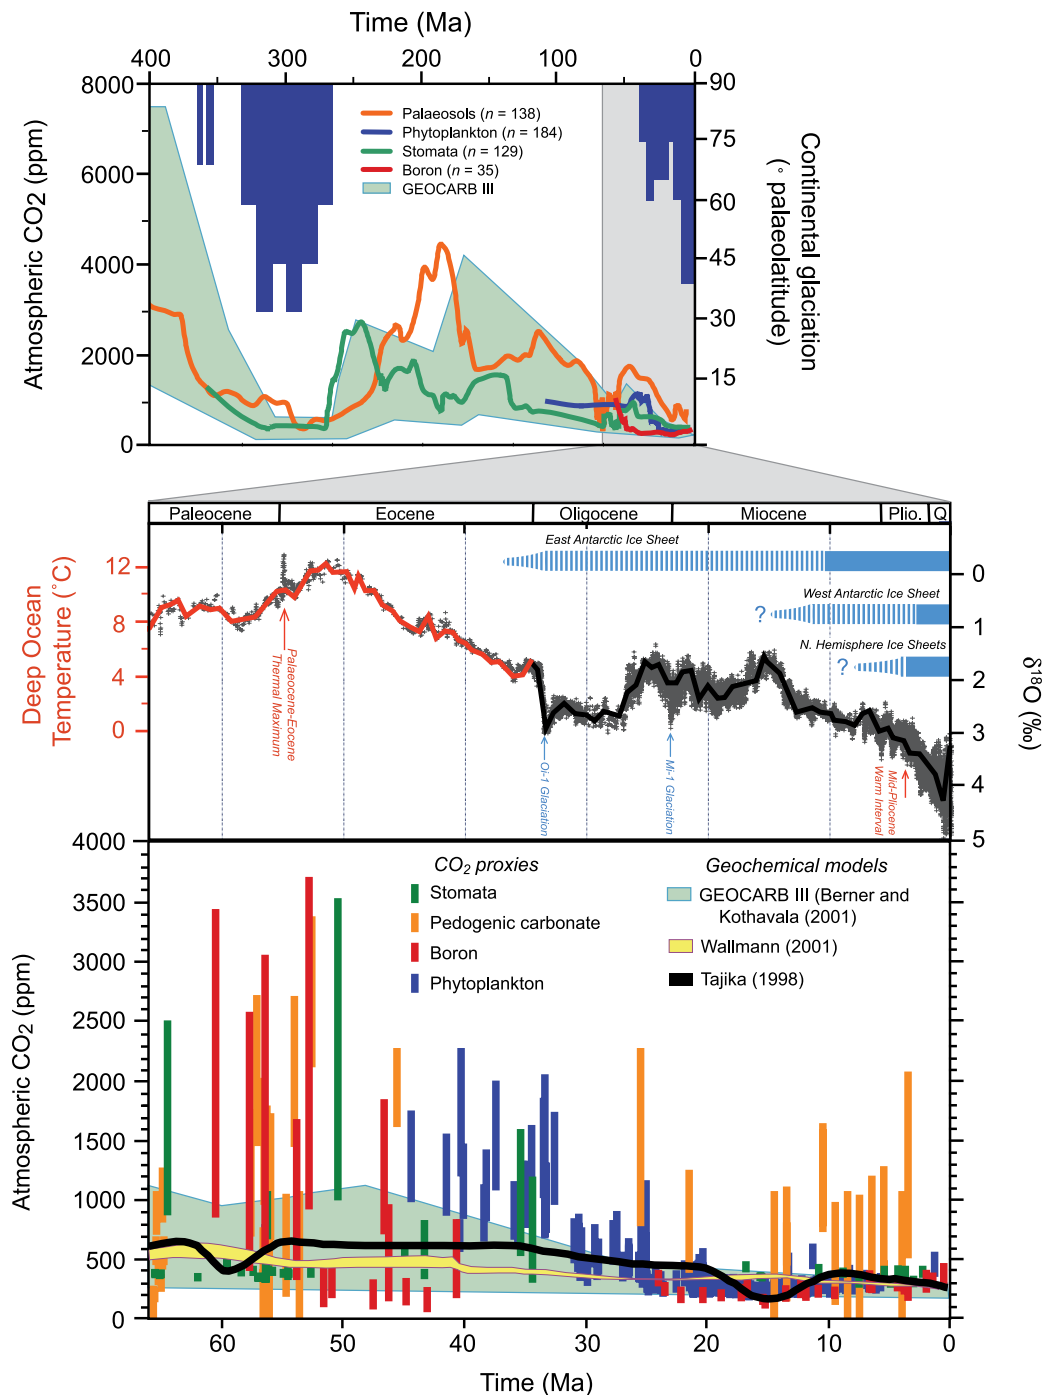 Time (Ma)
400 300 200 100 0
8000
6000
4000
2000
0
Atmospheric CO2 (ppm)
90
75
60
45
30
15
Continental glaciation
(° palaeolatitude)
Palaeosols (n = 138)
Phytoplankton (n = 184)
Stomata (n = 129)
Boron (n = 35)
GEOCARB III
Paleocene Eocene Oligocene Miocene Plio. Q
East Antarctic Ice Sheet
West Antarctic Ice Sheet
?
N. Hemisphere Ice Sheets
?
12
8
4
0
Deep Ocean
Temperature (˚C)
0
1
2
3
4
5
δ18O (‰)
Palaeocene-Eocene
Thermal Maximum
Oi-1 Glaciation
Mi-1 Glaciation
Mid-Pliocene
Warm Interval
4000
3500
3000
2500
2000
1500
1000
500
0
Atmospheric CO2 (ppm)
CO2 proxies
Stomata
Pedogenic carbonate
Boron
Phytoplankton
Geochemical models
GEOCARB III (Berner and
Kothavala (2001)
Wallmann (2001)
Tajika (1998)
60 50 40 30 20 10 0
Time (Ma)